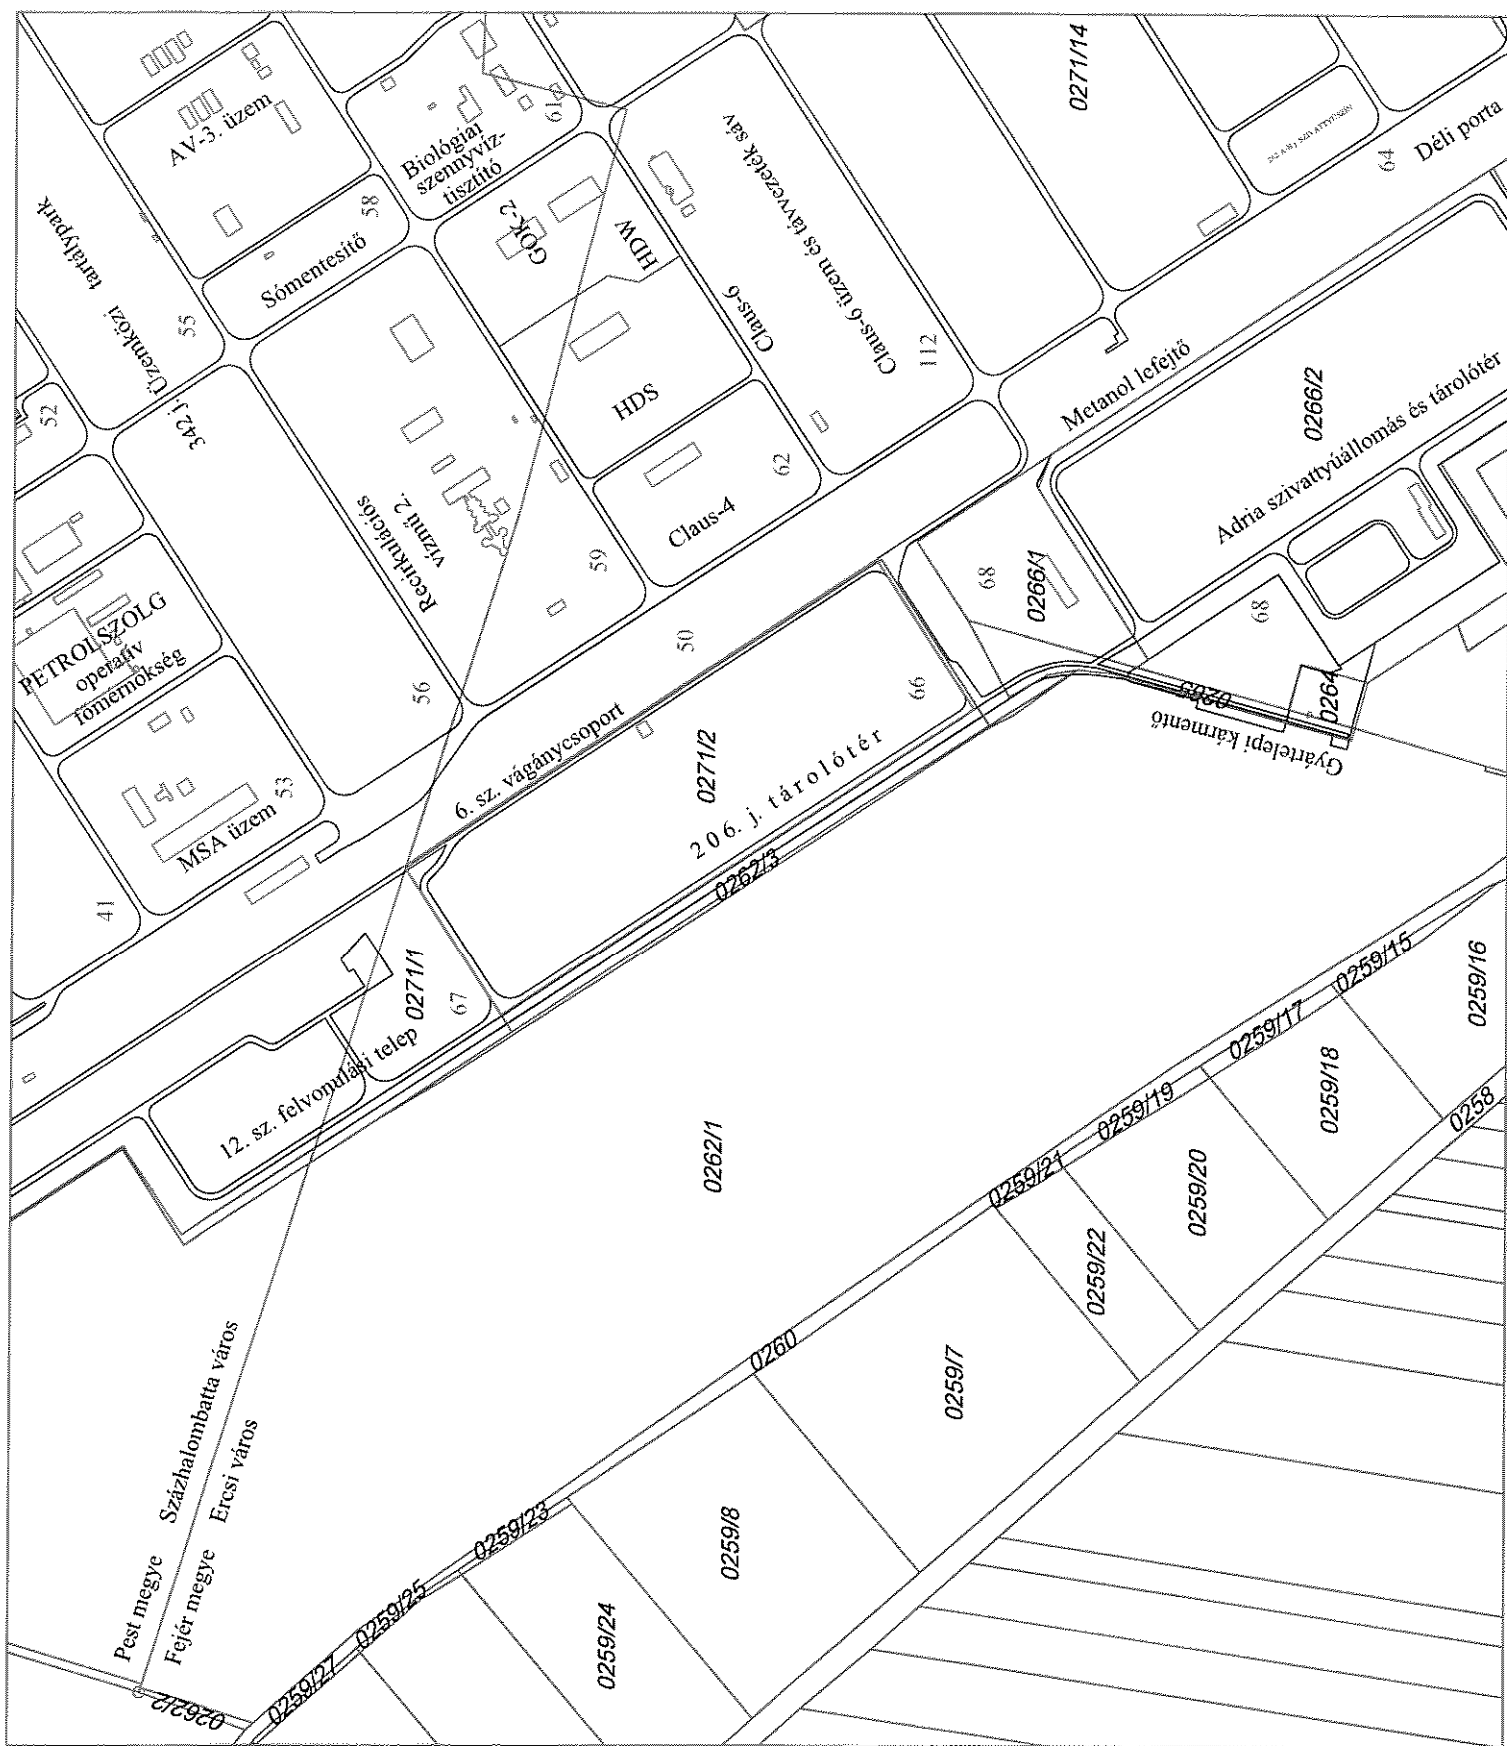 0271/14
AV-3. üzem
61
Biológiai
szennyvíz-
tisztító
64
Déli porta
Üzemközi tartálypark
58
Sómentesítő
GOK-2
HDW
Claus-6
Claus-6 üzem és távvezeték sáv
112
55
52
342 j.
HDS
Metanol lefejtő
0266/2
Adria szivattyúállomás és tárolótér
Recirkulációs
vízmű 2.
59
Claus-4
62
PETROLSZOLG
operatív
főmérnökség
56
50
68
0266/1
68
MSA üzem
53
6. sz. vágánycsoport
66
0271/2
206. j. tárolótér
0265
0264
Gyártelepi kármentő
41
0262/3
0271/1
67
12. sz. felvonulási telep
0259/15
0259/16
0259/17
0259/18
0258
0259/19
0259/20
0262/1
0259/21
0259/22
0260
0259/7
Pest megye Százhalombatta város
Fejér megye Ercsi város
0259/23
0259/8
0259/25
0259/24
0259/27
0262/2